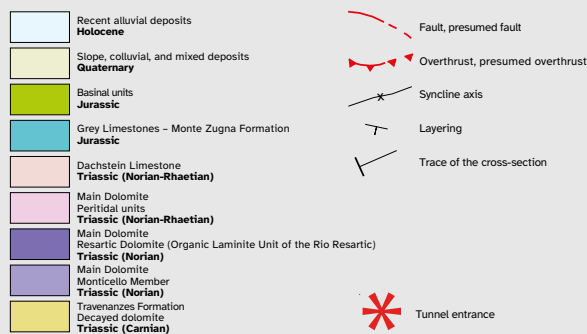 Recent alluvial deposits
Holocene
Slope, colluvial, and mixed deposits
Quaternary
Basinal units
Jurassic
Grey Limestones – Monte Zugna Formation
Jurassic
Dachstein Limestone
Triassic (Norian-Rhaetian)
Main Dolomite
Peritidal units
Triassic (Norian-Rhaetian)
Main Dolomite
Resartic Dolomite (Organic Laminite Unit of the Rio Resartic)
Triassic (Norian)
Main Dolomite
Monticello Member
Triassic (Norian)
Travenanzes Formation
Decayed dolomite
Triassic (Carnian)
Fault, presumed fault
Overthrust, presumed overthrust
Syncline axis
Layering
Trace of the cross-section
Tunnel entrance